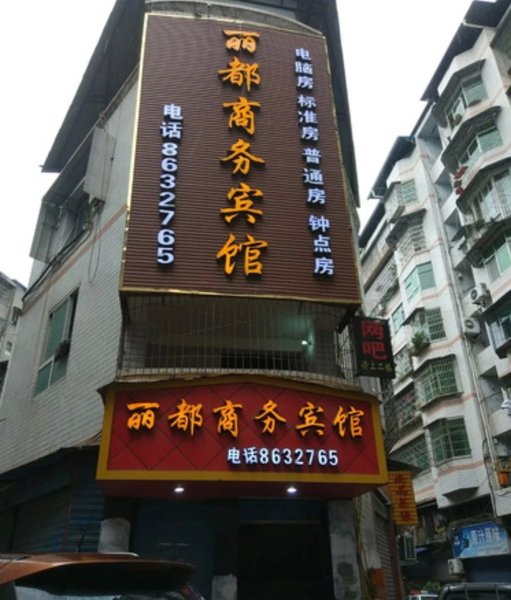 丽都商务宾馆
电脑房 标准房 普通房 钟点房
电话8632765
网吧
丽都商务宾馆
电话8632765